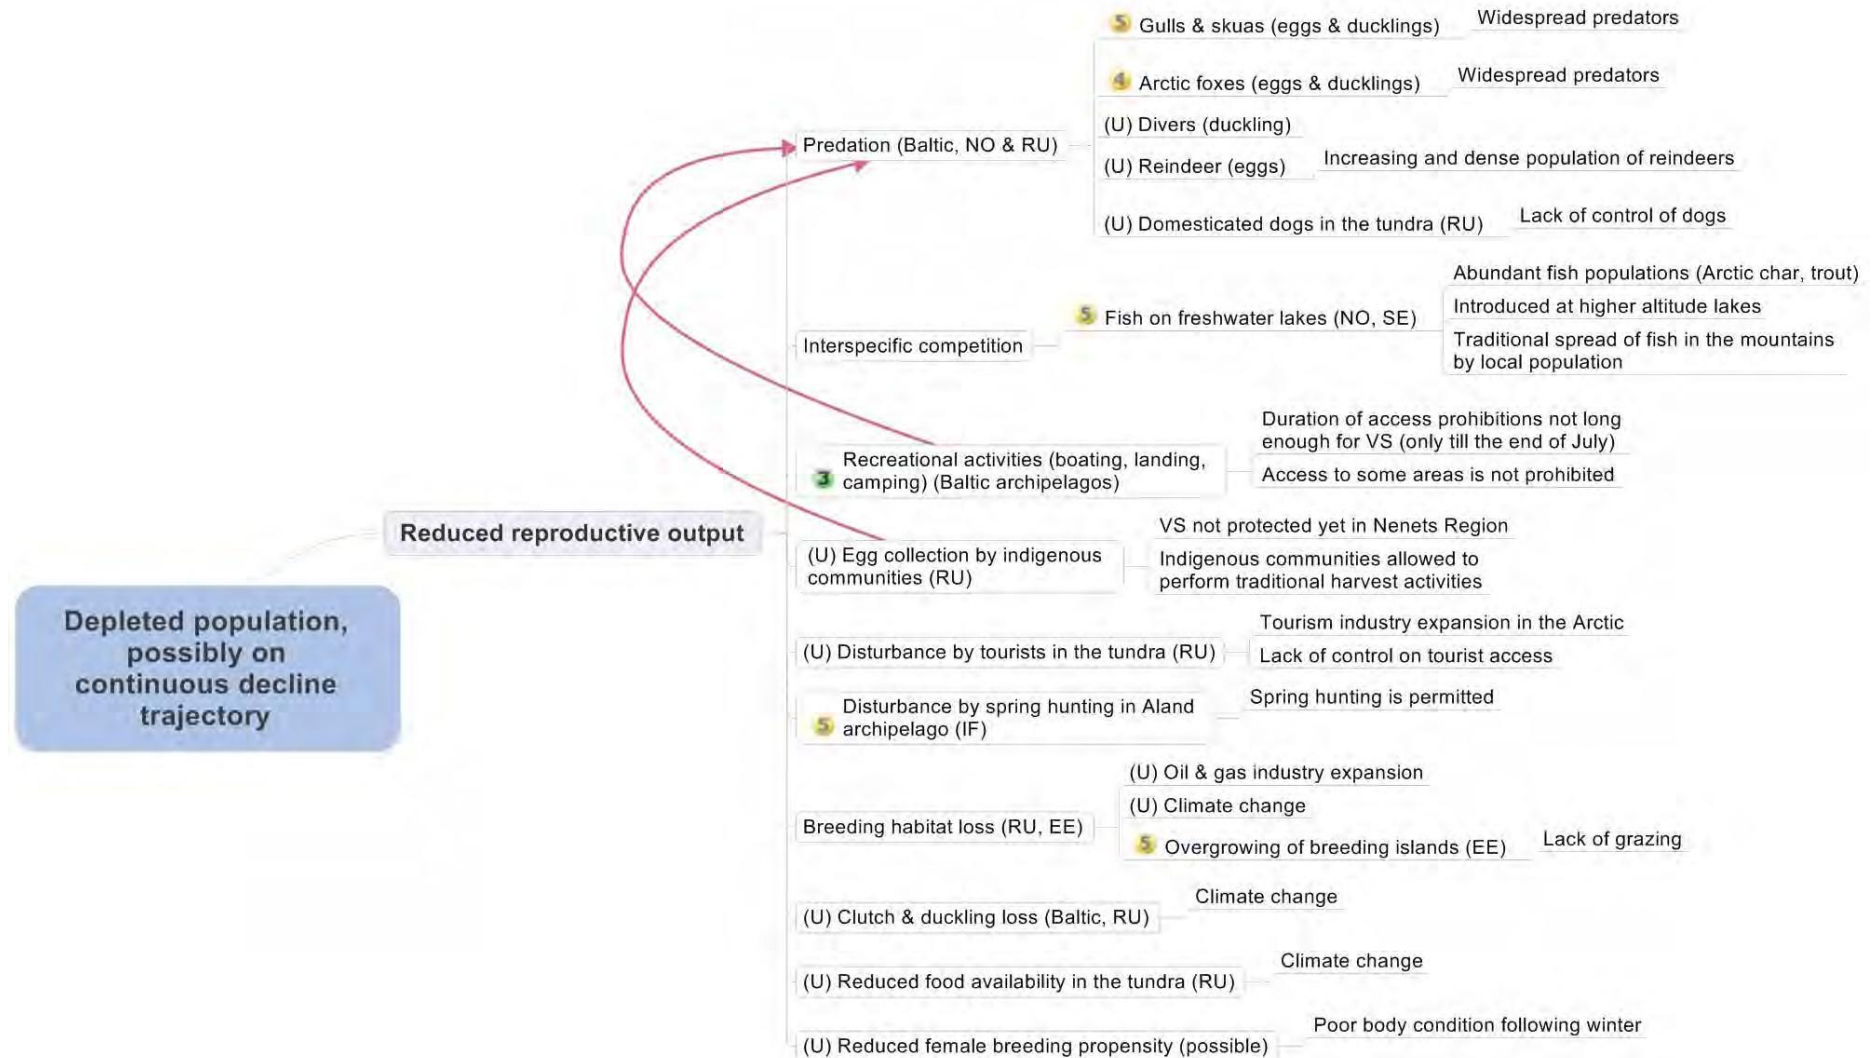 Depleted population,
possibly on
continuous decline
trajectory
Reduced reproductive output
Predation (Baltic, NO & RU)
5 Gulls & skuas (eggs & ducklings)
Widespread predators
4 Arctic foxes (eggs & ducklings)
Widespread predators
(U) Divers (duckling)
(U) Reindeer (eggs)
Increasing and dense population of reindeers
(U) Domesticated dogs in the tundra (RU)
Lack of control of dogs
Interspecific competition
5 Fish on freshwater lakes (NO, SE)
Abundant fish populations (Arctic char, trout)
Introduced at higher altitude lakes
Traditional spread of fish in the mountains
by local population
3 Recreational activities (boating, landing,
camping) (Baltic archipelagos)
Duration of access prohibitions not long
enough for VS (only till the end of July)
Access to some areas is not prohibited
(U) Egg collection by indigenous
communities (RU)
VS not protected yet in Nenets Region
Indigenous communities allowed to
perform traditional harvest activities
(U) Disturbance by tourists in the tundra (RU)
Tourism industry expansion in the Arctic
Lack of control on tourist access
5 Disturbance by spring hunting in Aland
archipelago (IF)
Spring hunting is permitted
Breeding habitat loss (RU, EE)
(U) Oil & gas industry expansion
(U) Climate change
5 Overgrowing of breeding islands (EE)
Lack of grazing
(U) Clutch & duckling loss (Baltic, RU)
Climate change
(U) Reduced food availability in the tundra (RU)
Climate change
(U) Reduced female breeding propensity (possible)
Poor body condition following winter